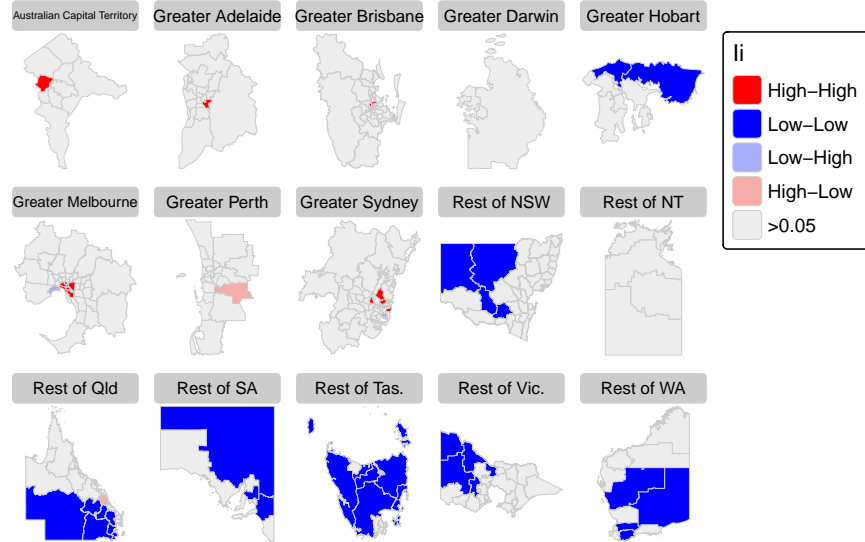 Australian Capital Territory
Greater Adelaide
Greater Brisbane
Greater Darwin
Greater Hobart
Greater Melbourne
Greater Perth
Greater Sydney
Rest of NSW
Rest of NT
Rest of Qld
Rest of SA
Rest of Tas.
Rest of Vic.
Rest of WA
Ii
High−High
Low−Low
Low−High
High−Low
>0.05